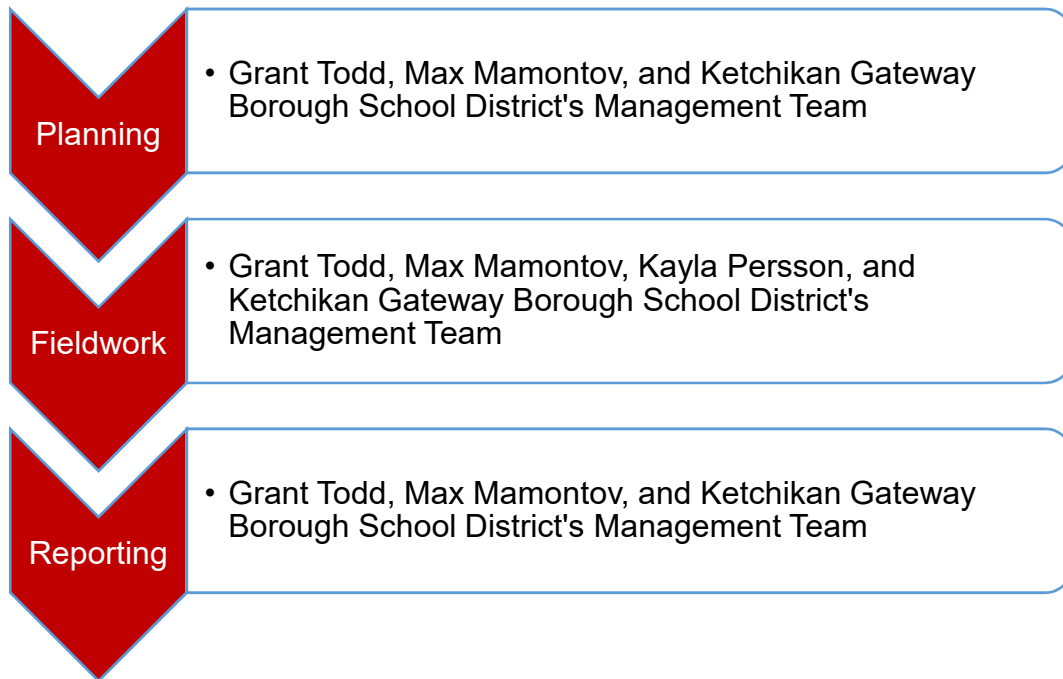 Planning
• Grant Todd, Max Mamontov, and Ketchikan Gateway
Borough School District's Management Team
Fieldwork
• Grant Todd, Max Mamontov, Kayla Persson, and
Ketchikan Gateway Borough School District's
Management Team
Reporting
• Grant Todd, Max Mamontov, and Ketchikan Gateway
Borough School District's Management Team